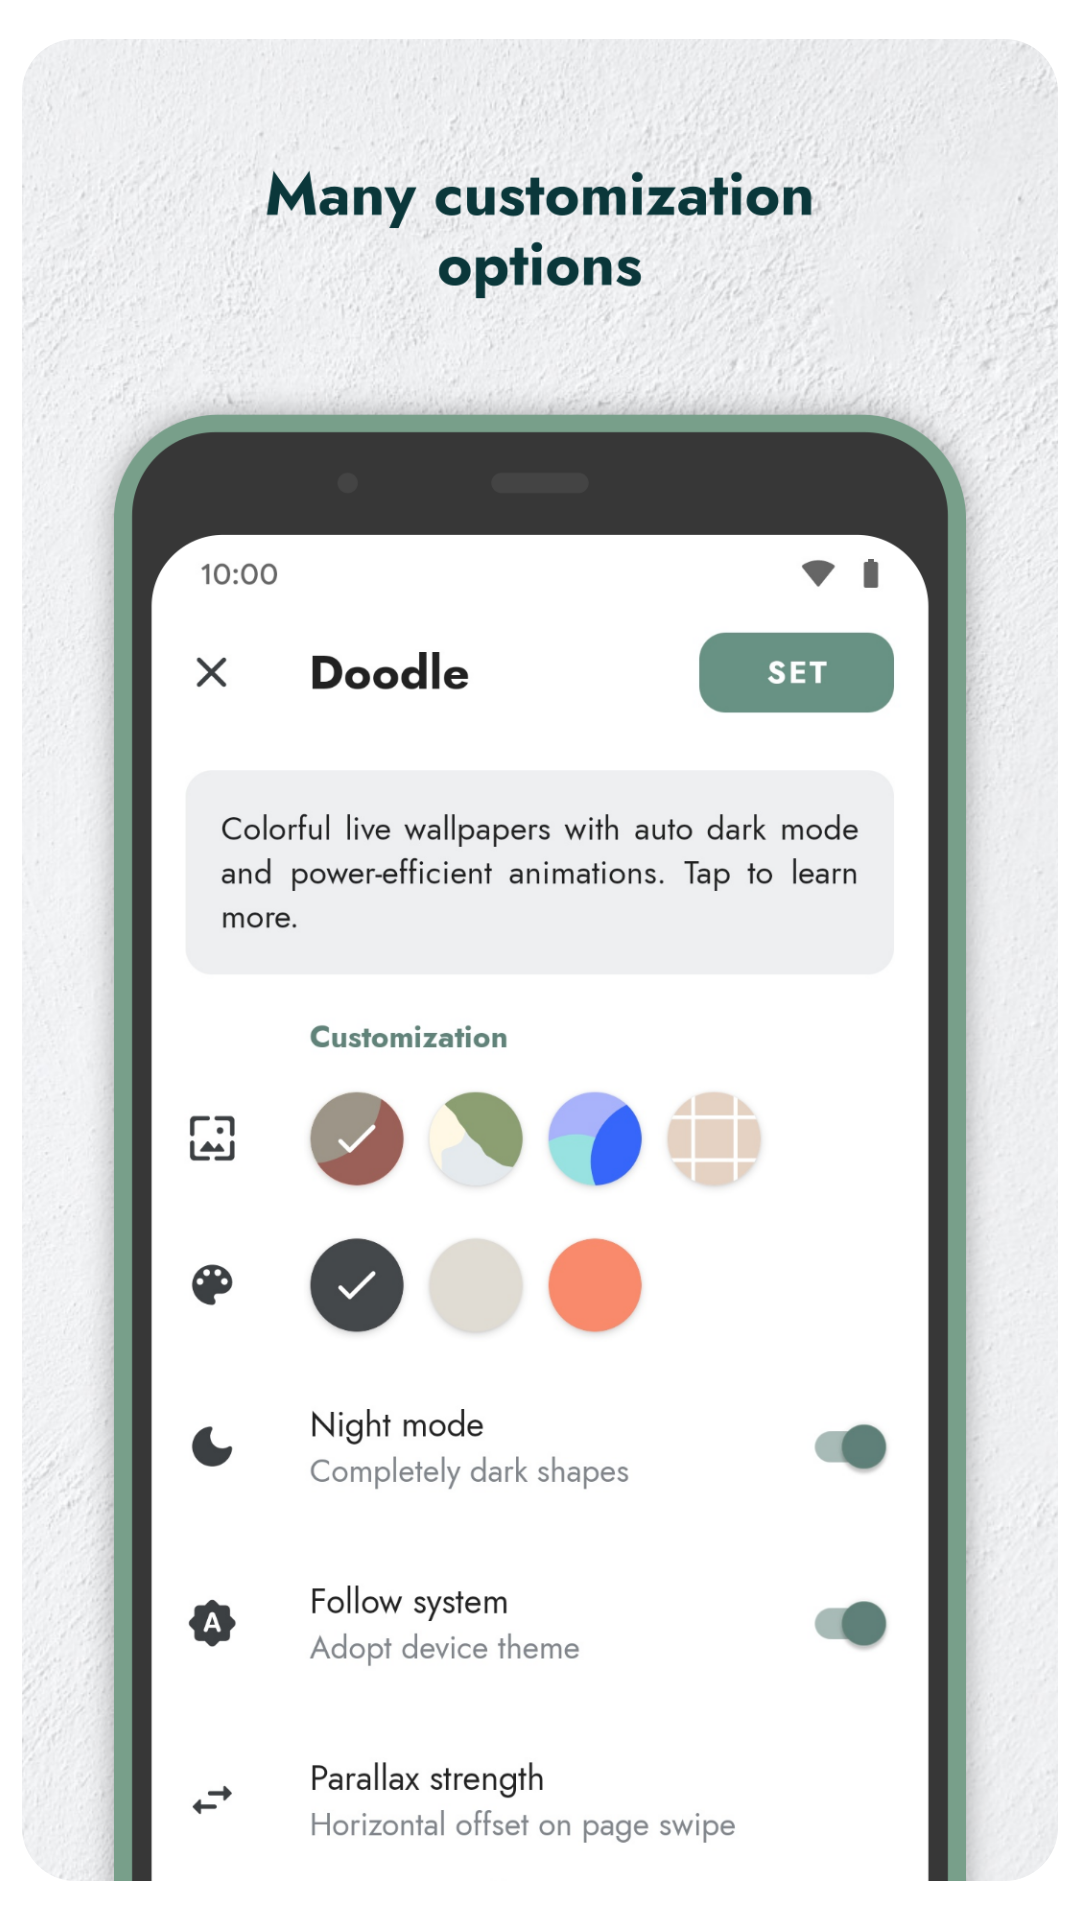 Many customization
options
10:00
Doodle
SET
Colorful live wallpapers with auto dark mode
and power-efficient animations. Tap to learn
more.
Customization
Night mode
Completely dark shapes
A
Follow system
Adopt device theme
Parallax strength
Horizontal offset on page swipe